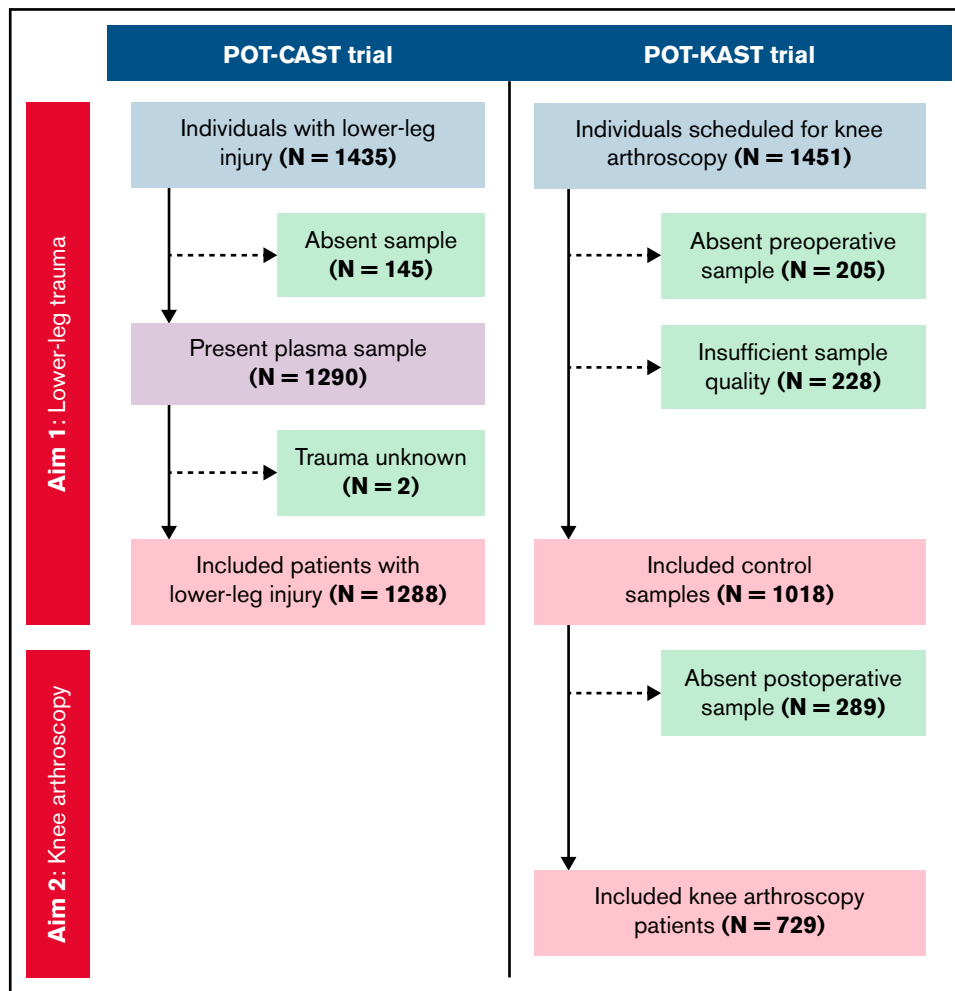 POT-CAST trial
POT-KAST trial
Aim 1: Lower-leg trauma
Individuals with lower-leg
injury (N = 1435)
Absent sample
(N = 145)
Present plasma sample
(N = 1290)
Trauma unknown
(N = 2)
Included patients with
lower-leg injury (N = 1288)
Individuals scheduled for knee
arthroscopy (N = 1451)
Absent preoperative
sample (N = 205)
Insufficient sample
quality (N = 228)
Included control
samples (N = 1018)
Aim 2: Knee arthroscopy
Absent postoperative
sample (N = 289)
Included knee arthroscopy
patients (N = 729)